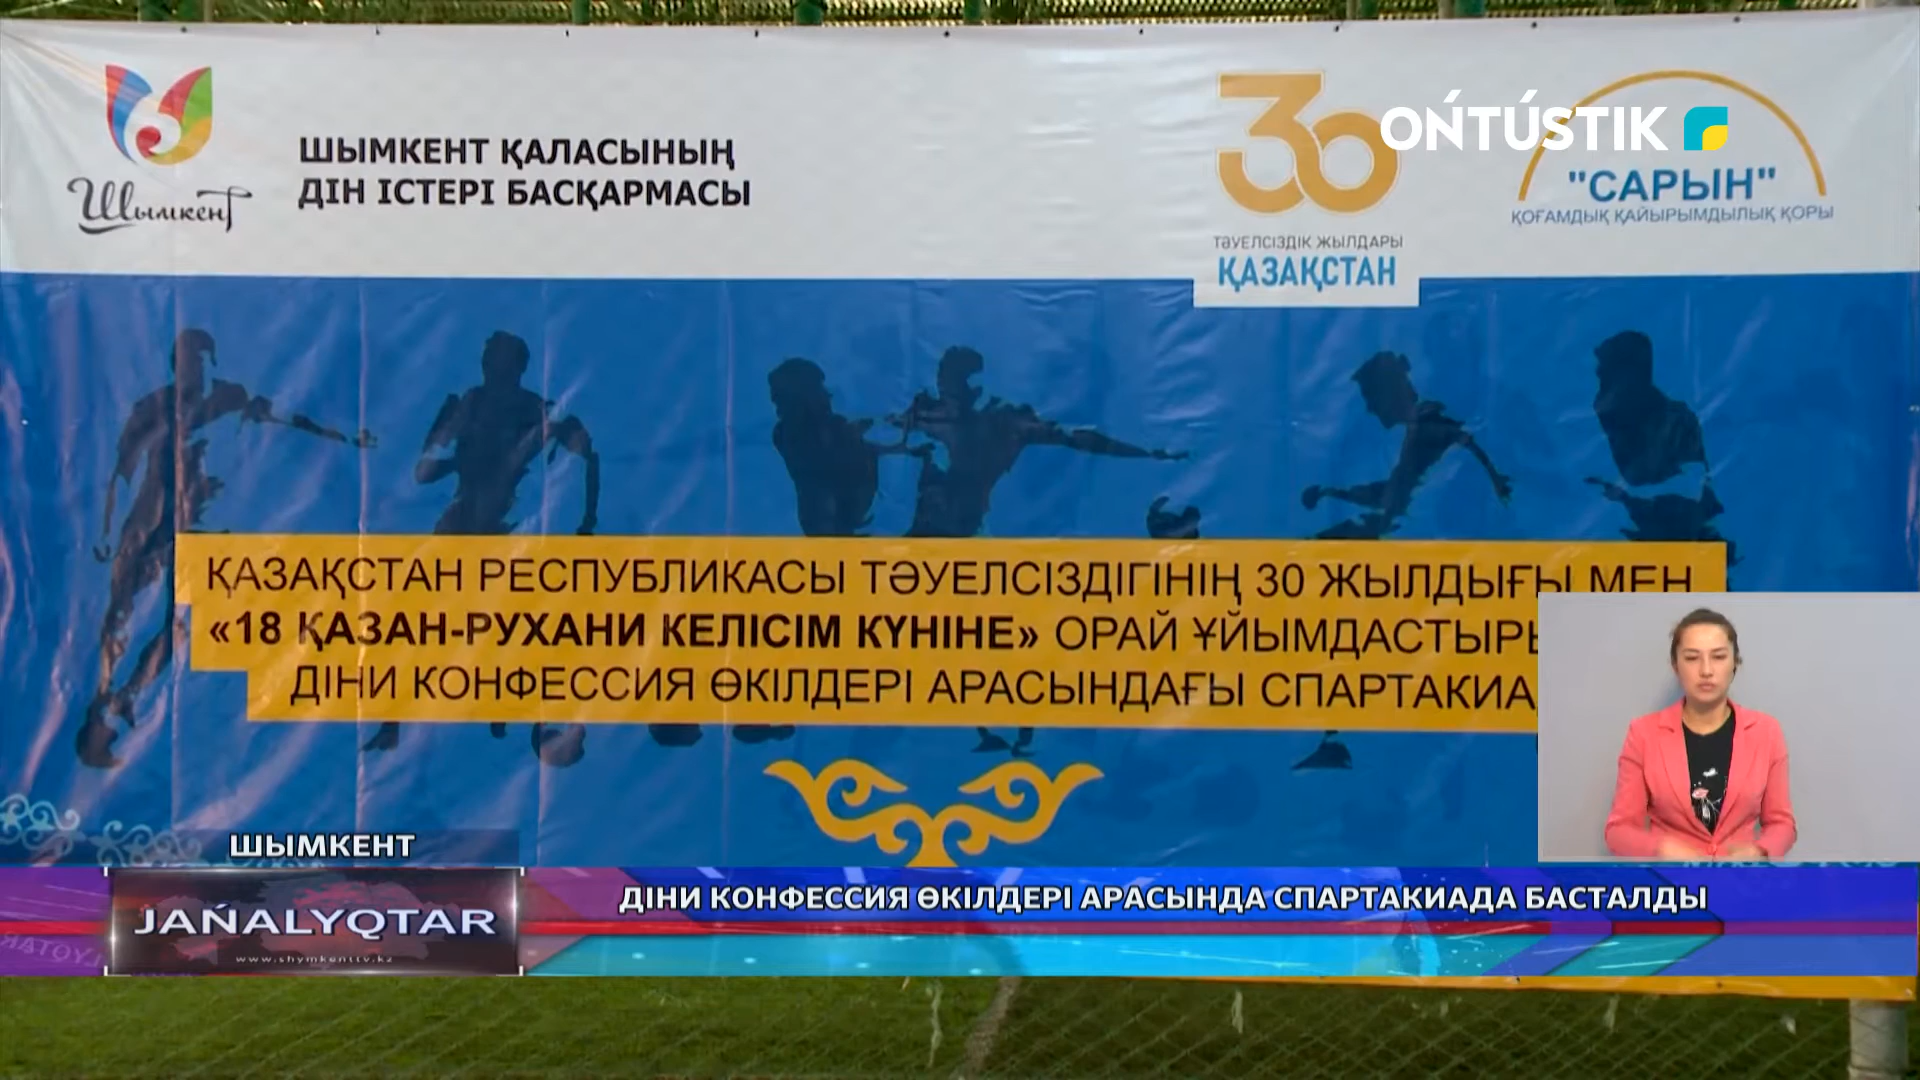 Шымкент
ШЫМКЕНТ ҚАЛАСЫНЫҢ
ДІН ІСТЕРІ БАСҚАРМАСЫ
30
ТӘУЕЛСІЗДІК ЖЫЛДАРЫ
ҚАЗАҚСТАН
OŃTÚSTIK
"САРЫН"
ҚОҒАМДЫҚ ҚАЙЫРЫМДЫЛЫҚ ҚОРЫ
ҚАЗАҚСТАН РЕСПУБЛИКАСЫ ТӘУЕЛСІЗДІГІНІҢ 30 ЖЫЛДЫҒЫ МЕН
«18 ҚАЗАН-РУХАНИ КЕЛІСІМ КҮНІНЕ» ОРАЙ
ДІНИ КОНФЕССИЯ ӨКІЛДЕРІ АРАСЫНДАҒЫ
ШЫМКЕНТ
JAŃALYQTAR
www.shymkenttv.kz
ДІНИ КОНФЕССИЯ ӨКІЛДЕРІ АРАСЫНДА СПАРТАКИАДА БАСТАЛДЫ